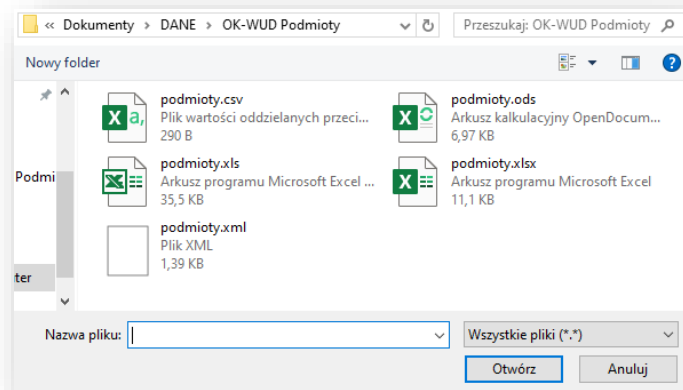 « Dokumenty > DANE > OK-WUD Podmioty
Przeszukaj: OK-WUD Podmioty
Nowy folder
?
podmioty.csv
Plik wartości oddzielanych przeci...
290 B
podmioty.ods
Arkusz kalkulacyjny OpenDocum...
6,97 KB
Podmi
podmioty.xls
Arkusz programu Microsoft Excel ...
35,5 KB
podmioty.xlsx
Arkusz programu Microsoft Excel
11,1 KB
podmioty.xml
Plik XML
1,39 KB
ter
Nazwa pliku:
Wszystkie pliki (*.*)
Otwórz
Anuluj